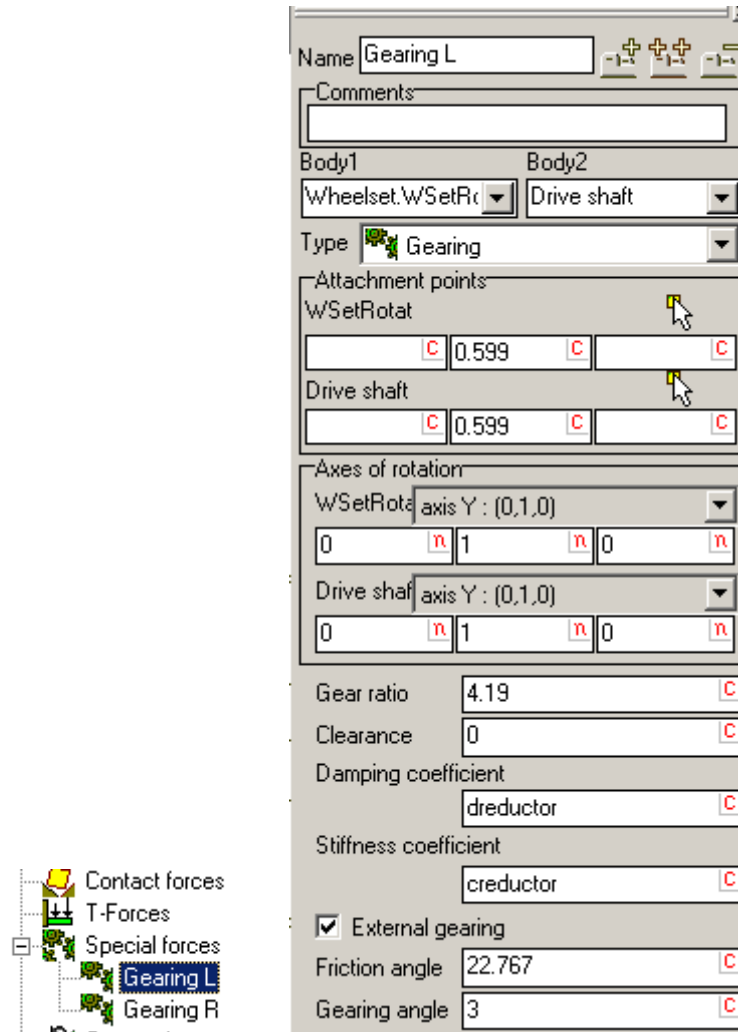 Name Gearing L
Comments
Body1 Body2
Wheelset.WSetR Drive shaft
Type Gearing
Attachment points
WSetRotat
C 0.599 C C
Drive shaft
C 0.599 C C
Axes of rotation
WSetRota axis Y : (0,1,0)
0 n 1 n 0 n
Drive shaf axis Y : (0,1,0)
0 n 1 n 0 n
Gear ratio 4.19 C
Clearance 0 C
Damping coefficient
dreductor C
Stiffness coefficient
creductor C
External gearing
Friction angle 22.767 C
Gearing angle 3 C
Contact forces
T-Forces
Special forces
Gearing L
Gearing R